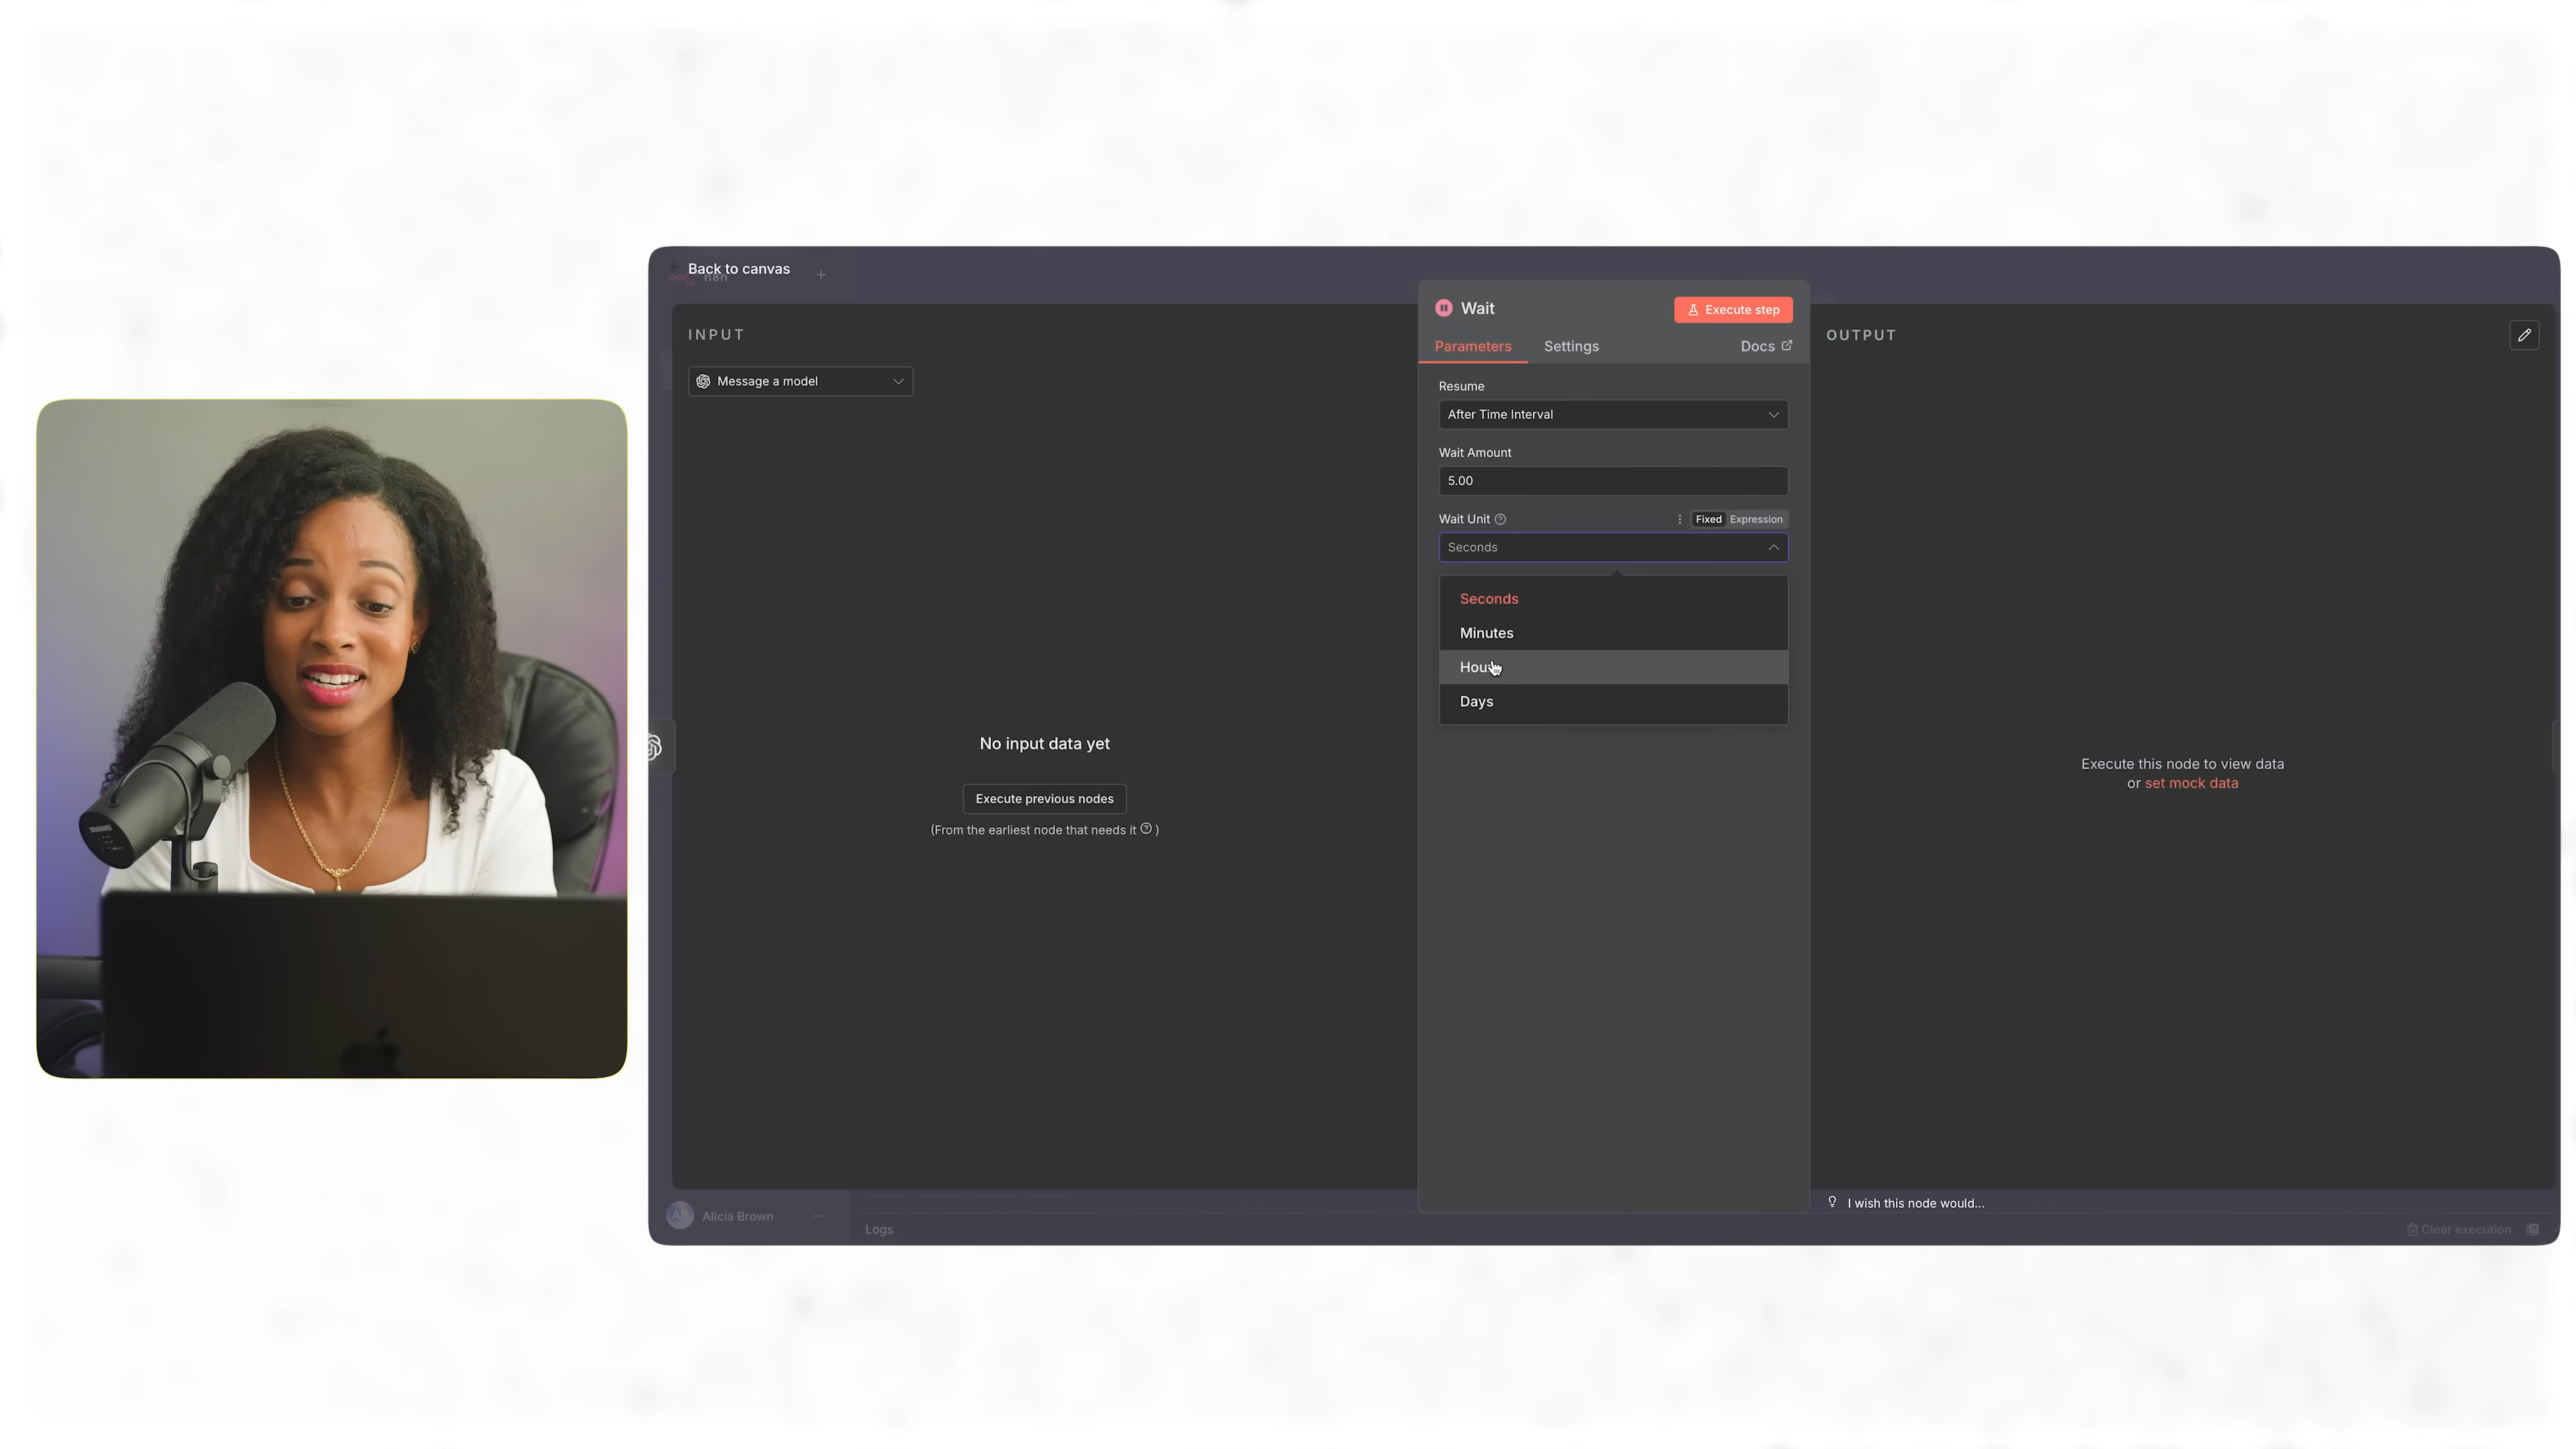 Back to canvas
n8n
INPUT
Message a model
No input data yet
Execute previous nodes
(From the earliest node that needs it ? )
Wait
Execute step
Parameters
Settings
Docs
Resume
After Time Interval
Wait Amount
5.00
Wait Unit
Fixed
Expression
Seconds
Seconds
Minutes
Hou
Days
OUTPUT
Execute this node to view data
or set mock data
I wish this node would...
AB
Alicia Brown
Logs
Clear execution